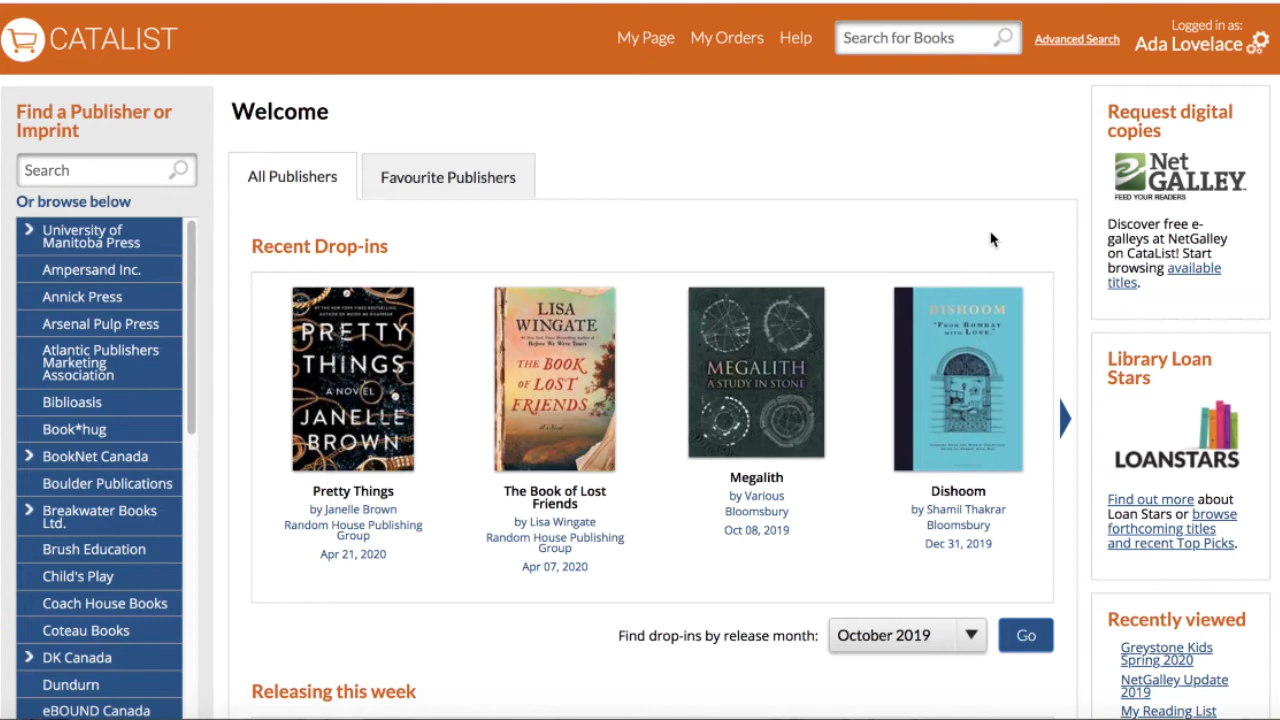 CATALIST
My Page
My Orders
Help
Search for Books
Advanced Search
Logged in as:
Ada Lovelace
Find a Publisher or
Imprint
Search
Or browse below
University of
Manitoba Press
Ampersand Inc.
Annick Press
Arsenal Pulp Press
Atlantic Publishers
Marketing
Association
Biblioasis
Book*hug
BookNet Canada
Boulder Publications
Breakwater Books
Ltd.
Brush Education
Child's Play
Coach House Books
Coteau Books
DK Canada
Dundurn
eBOUND Canada
Welcome
All Publishers
Favourite Publishers
Recent Drop-ins
PRETTY
THINGS
A NOVEL
JANELLE
BROWN
Pretty Things
by Janelle Brown
Random House Publishing
Group
Apr 21, 2020
LISA
WINGATE
Before We Were Yours
THE BOOK
OF LOST
FRIENDS
The Book of Lost
Friends
by Lisa Wingate
Random House Publishing
Group
Apr 07, 2020
MEGALITH
A STUDY IN STONE
Megalith
by Various
Bloomsbury
Oct 08, 2019
DISHOOM
"FROM BOMBAY
WITH LOVE"
Dishoom
by Shamil Thakrar
Bloomsbury
Dec 31, 2019
Find drop-ins by release month:
October 2019
Go
Releasing this week
Request digital
copies
Net
GALLEY
FEED YOUR READERS
Discover free e-
galleys at NetGalley
on CataList! Start
browsing available
titles.
Library Loan
Stars
LOANSTARS
Find out more about
Loan Stars or browse
forthcoming titles
and recent Top Picks.
Recently viewed
Greystone Kids
Spring 2020
NetGalley Update
2019
My Reading List